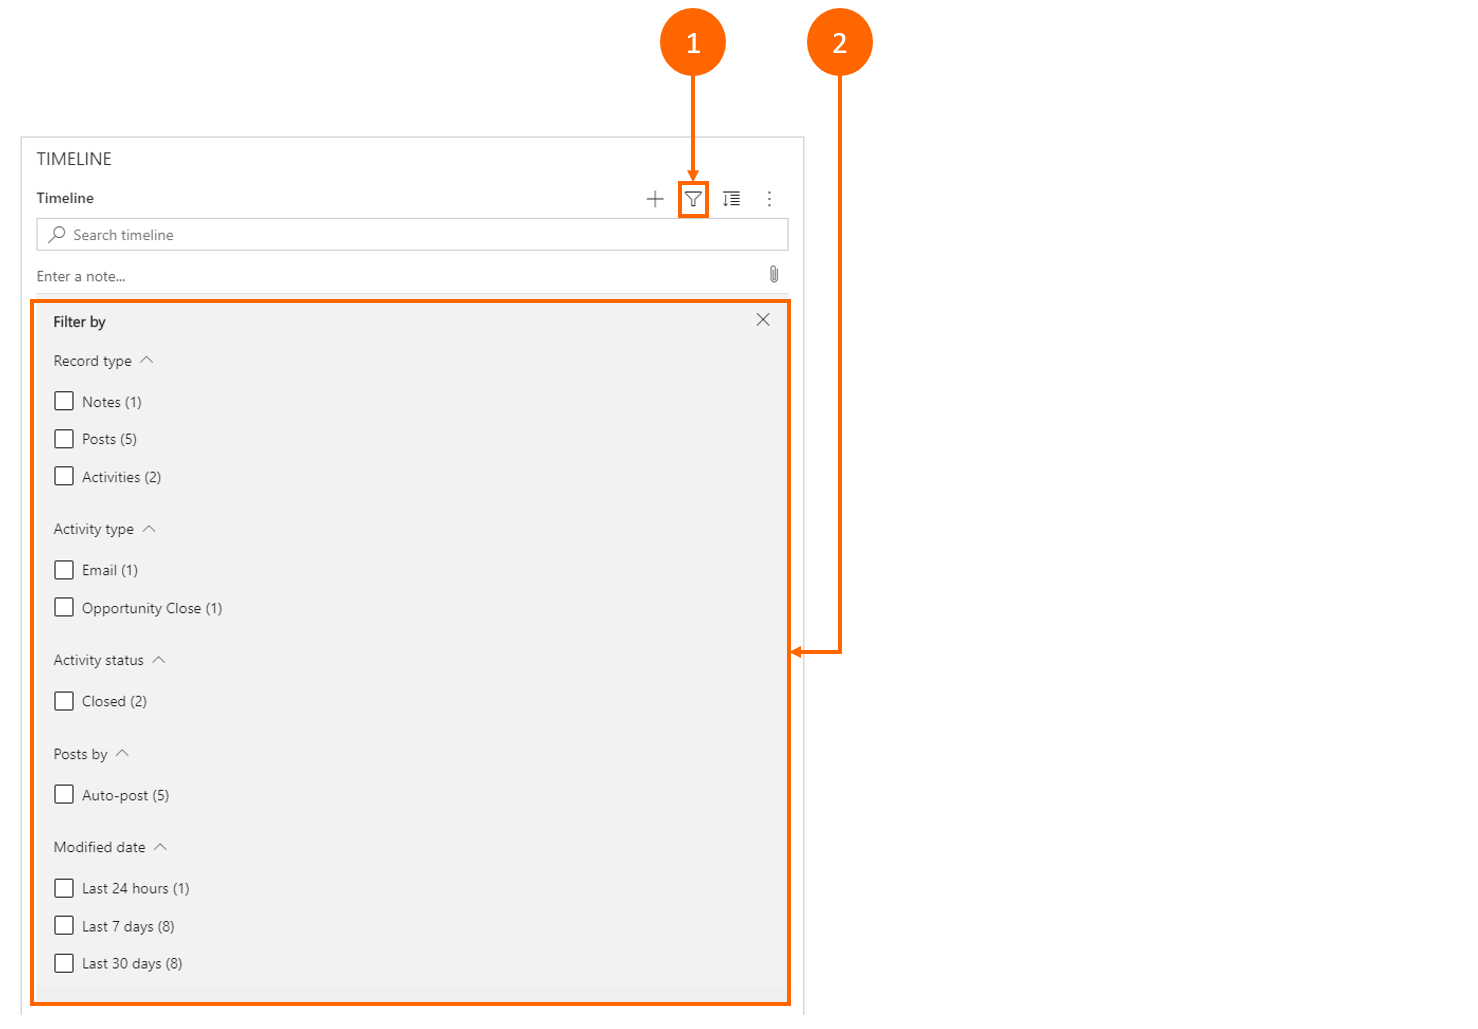 1
2
TIMELINE
Timeline
Search timeline
Enter a note...
Filter by
Record type
Notes (1)
Posts (5)
Activities (2)
Activity type
Email (1)
Opportunity Close (1)
Activity status
Closed (2)
Posts by
Auto-post (5)
Modified date
Last 24 hours (1)
Last 7 days (8)
Last 30 days (8)